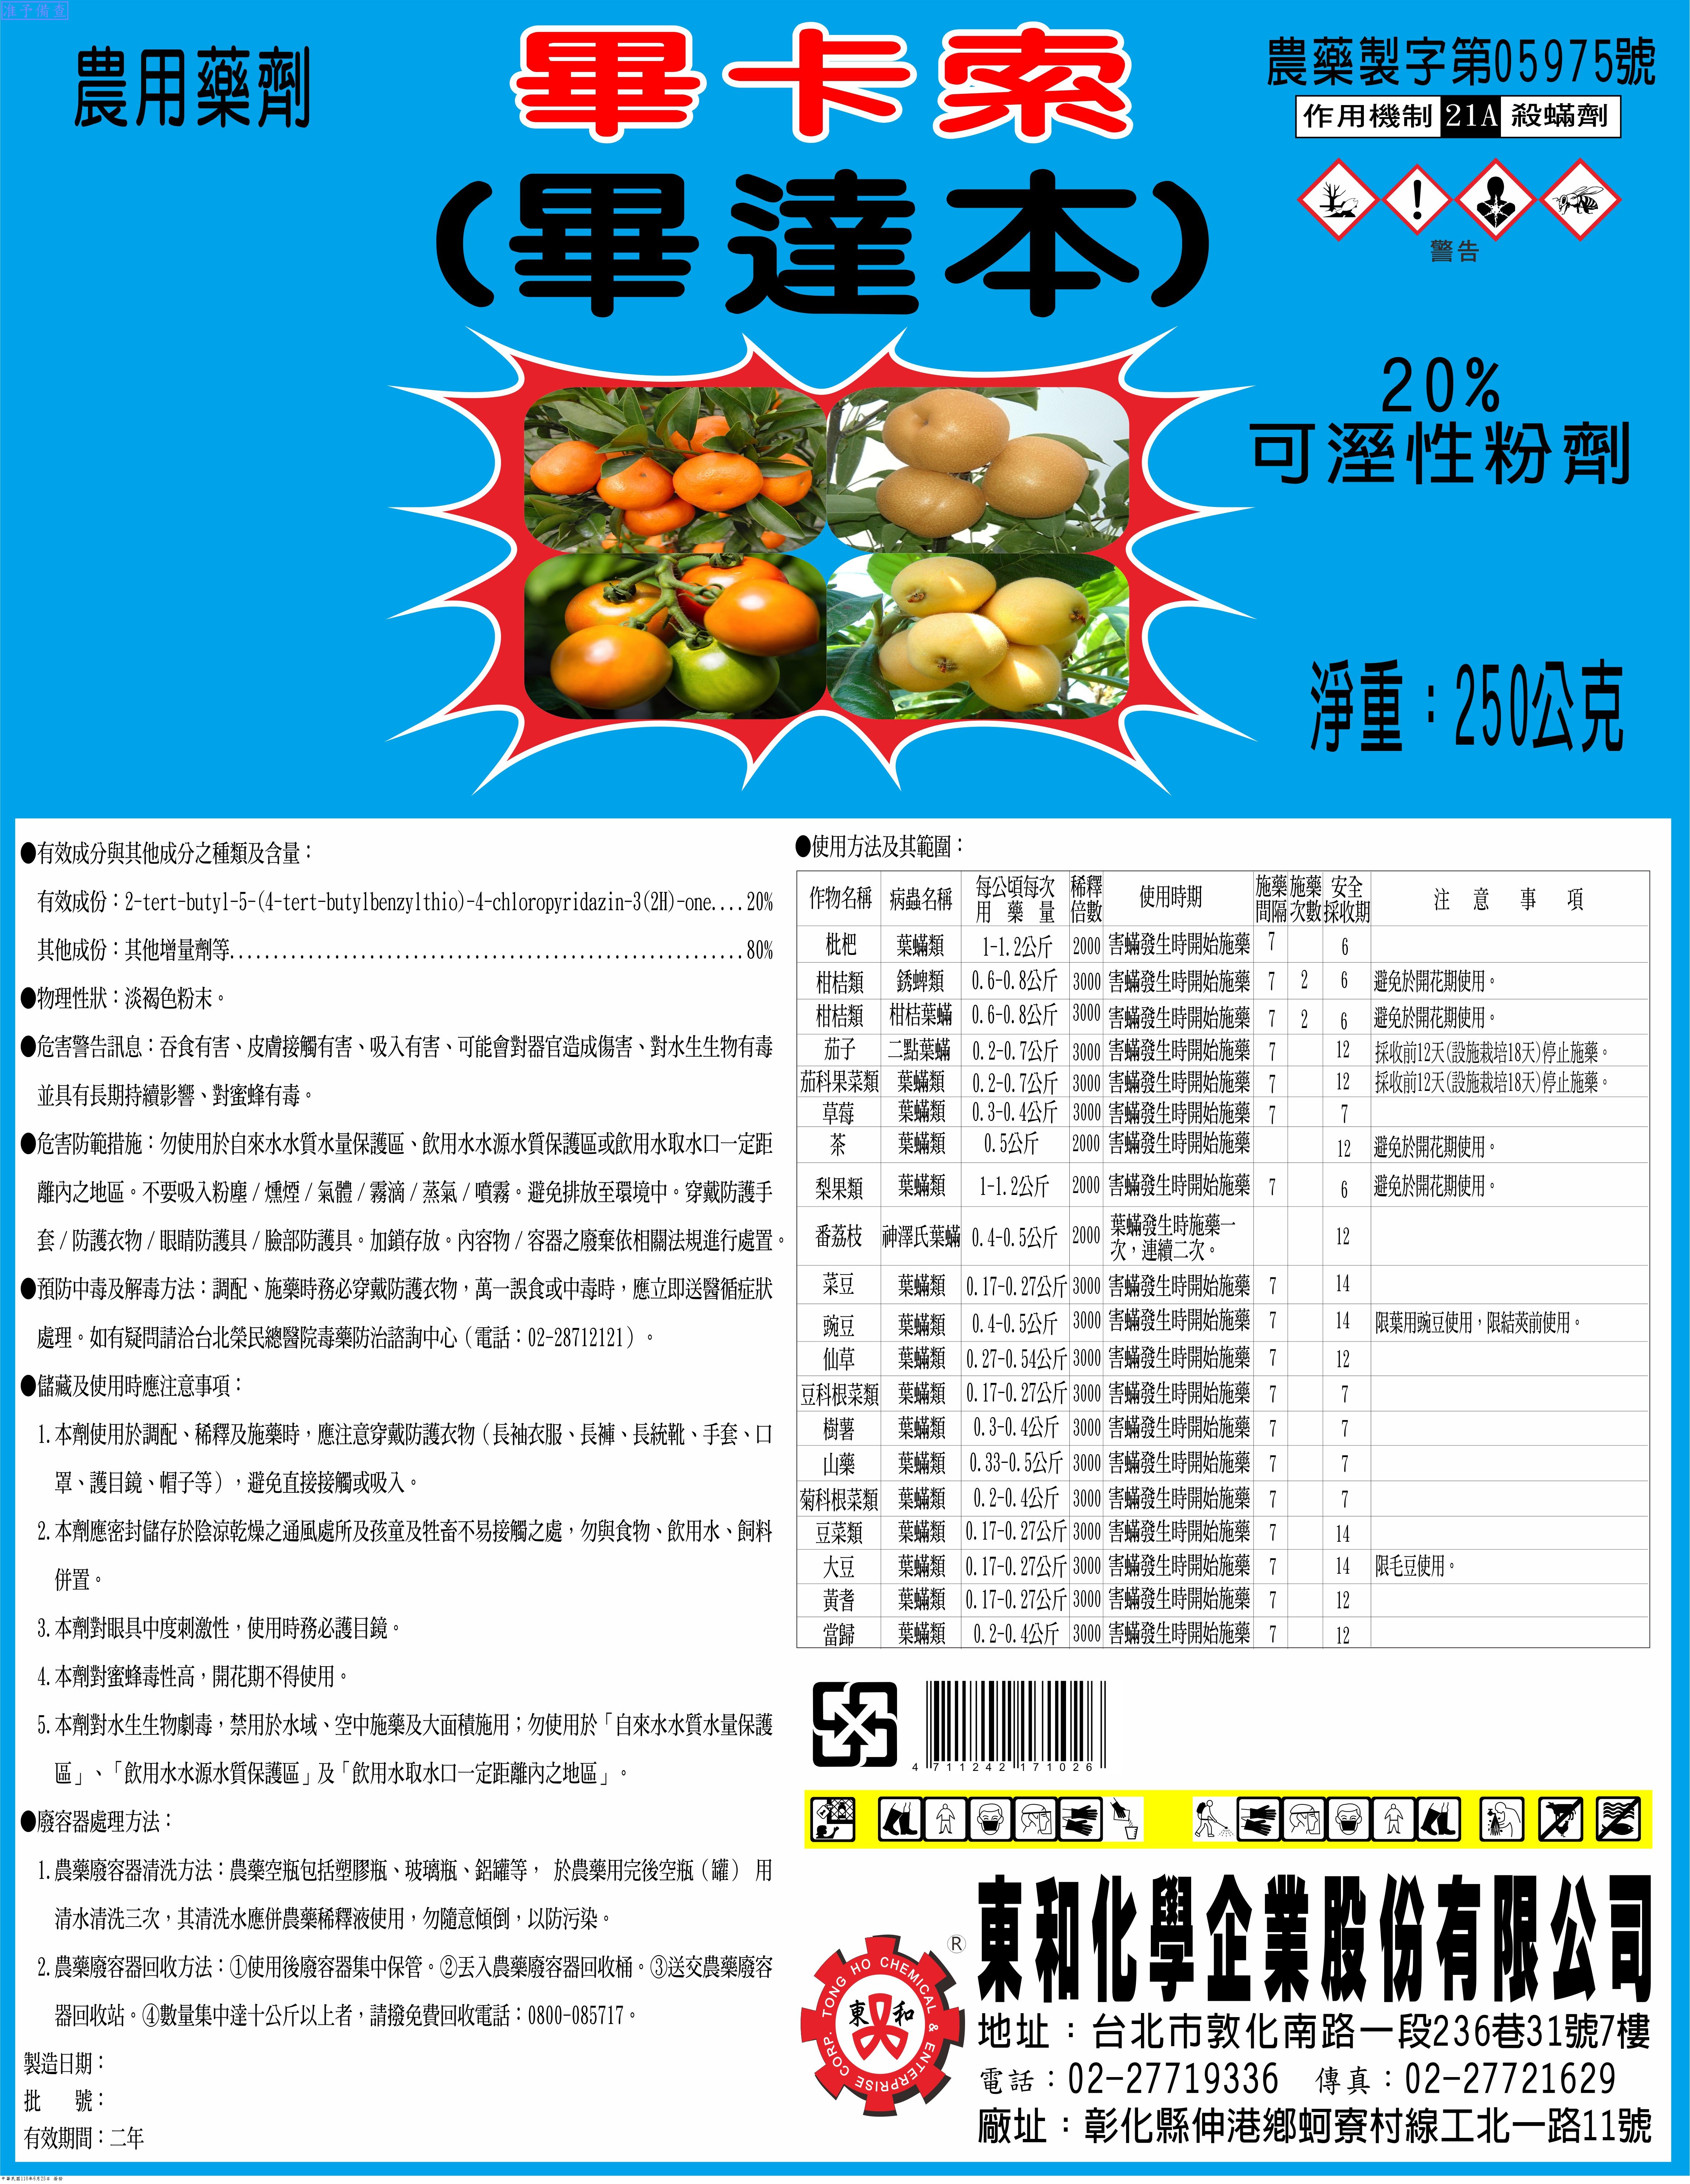 准予備查
農用藥劑
畢卡索
(畢達本)
農藥製字第05975號
作用機制 21A 殺蟎劑
警告
20%
可溼性粉劑
淨重：250公克
●有效成分與其他成分之種類及含量：
有效成份：2-tert-butyl-5-(4-tert-butylbenzylthio)-4-chloropyridazin-3(2H)-one....20%
其他成份：其他增量劑等..........................................................80%
●物理性狀：淡褐色粉末。
●危害警告訊息：吞食有害、皮膚接觸有害、吸入有害、可能會對器官造成傷害、對水生生物有毒
並具有長期持續影響、對蜜蜂有毒。
●危害防範措施：勿使用於自來水水質水量保護區、飲用水水源水質保護區或飲用水取水口一定距
離內之地區。不要吸入粉塵/燻煙/氣體/霧滴/蒸氣/噴霧。避免排放至環境中。穿戴防護手
套/防護衣物/眼睛防護具/臉部防護具。加鎖存放。內容物/容器之廢棄依相關法規進行處置。
●預防中毒及解毒方法：調配、施藥時務必穿戴防護衣物，萬一誤食或中毒時，應立即送醫循症狀
處理。如有疑問請洽台北榮民總醫院毒藥防治諮詢中心（電話：02-28712121）。
●儲藏及使用時應注意事項：
1.本劑使用於調配、稀釋及施藥時，應注意穿戴防護衣物（長袖衣服、長褲、長統靴、手套、口
罩、護目鏡、帽子等），避免直接接觸或吸入。
2.本劑應密封儲存於陰涼乾燥之通風處所及孩童及牲畜不易接觸之處，勿與食物、飲用水、飼料
併置。
3.本劑對眼具中度刺激性，使用時務必護目鏡。
4.本劑對蜜蜂毒性高，開花期不得使用。
5.本劑對水生生物劇毒，禁用於水域、空中施藥及大面積施用；勿使用於「自來水水質水量保護
區」、「飲用水水源水質保護區」及「飲用水取水口一定距離內之地區」。
●廢容器處理方法：
1.農藥廢容器清洗方法：農藥空瓶包括塑膠瓶、玻璃瓶、鋁罐等， 於農藥用完後空瓶（罐） 用
清水清洗三次，其清洗水應併農藥稀釋液使用，勿隨意傾倒，以防污染。
2.農藥廢容器回收方法：①使用後廢容器集中保管。②丟入農藥廢容器回收桶。③送交農藥廢容
器回收站。④數量集中達十公斤以上者，請撥免費回收電話：0800-085717。
製造日期：
批　　號：
有效期間：二年
●使用方法及其範圍：
作物名稱 病蟲名稱 每公頃每次用藥量 稀釋倍數 使用時期 施藥間隔 施藥次數 安全採收期 注意事項
枇杷 葉蟎類 1-1.2公斤 2000 害蟎發生時開始施藥 7 6
柑桔類 銹蜱類 0.6-0.8公斤 3000 害蟎發生時開始施藥 7 2 6 避免於開花期使用。
柑桔類 柑桔葉蟎 0.6-0.8公斤 3000 害蟎發生時開始施藥 7 2 6 避免於開花期使用。
茄子 二點葉蟎 0.2-0.7公斤 3000 害蟎發生時開始施藥 7 12 採收前12天(設施栽培18天)停止施藥。
茄科果菜類 葉蟎類 0.2-0.7公斤 3000 害蟎發生時開始施藥 7 12 採收前12天(設施栽培18天)停止施藥。
草莓 葉蟎類 0.3-0.4公斤 3000 害蟎發生時開始施藥 7 7
茶 葉蟎類 0.5公斤 2000 害蟎發生時開始施藥 12 避免於開花期使用。
梨果類 葉蟎類 1-1.2公斤 2000 害蟎發生時開始施藥 7 6 避免於開花期使用。
番荔枝 神澤氏葉蟎 0.4-0.5公斤 2000 葉蟎發生時施藥一次，連續二次。 12
菜豆 葉蟎類 0.17-0.27公斤 3000 害蟎發生時開始施藥 7 14
豌豆 葉蟎類 0.4-0.5公斤 3000 害蟎發生時開始施藥 7 14 限葉用豌豆使用，限結莢前使用。
仙草 葉蟎類 0.27-0.54公斤 3000 害蟎發生時開始施藥 7 12
豆科根菜類 葉蟎類 0.17-0.27公斤 3000 害蟎發生時開始施藥 7 7
樹薯 葉蟎類 0.3-0.4公斤 3000 害蟎發生時開始施藥 7 7
山藥 葉蟎類 0.33-0.5公斤 3000 害蟎發生時開始施藥 7 7
菊科根菜類 葉蟎類 0.2-0.4公斤 3000 害蟎發生時開始施藥 7 7
豆菜類 葉蟎類 0.17-0.27公斤 3000 害蟎發生時開始施藥 7 14
大豆 葉蟎類 0.17-0.27公斤 3000 害蟎發生時開始施藥 7 14 限毛豆使用。
黃耆 葉蟎類 0.17-0.27公斤 3000 害蟎發生時開始施藥 7 12
當歸 葉蟎類 0.2-0.4公斤 3000 害蟎發生時開始施藥 7 12
4 711242 171026
TONG HO CHEMICAL & ENTERPRISE CORP.
東 和
®
東和化學企業股份有限公司
地址：台北市敦化南路一段236巷31號7樓
電話：02-27719336 傳真：02-27721629
廠址：彰化縣伸港鄉蚵寮村線工北一路11號